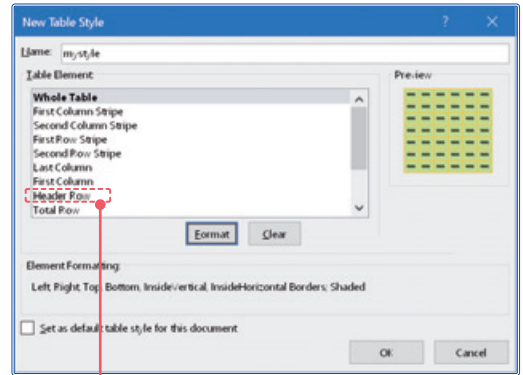 New Table Style
? ×
Name: mystyle
Table Element:
Preview
Whole Table
First Column Stripe
Second Column Stripe
First Row Stripe
Second Row Stripe
Last Column
First Column
Header Row
Total Row
Format Clear
Element Formatting:
Left, Right, Top, Bottom, InsideVertical, InsideHorizontal Borders; Shaded
Set as default table style for this document
OK Cancel